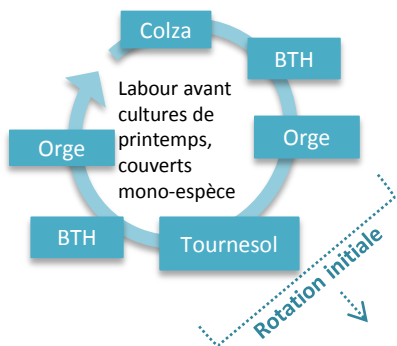 Colza
BTH
Orge
Tournesol
BTH
Orge
Labour avant
cultures de
printemps,
couverts
mono-espèce
Rotation initiale